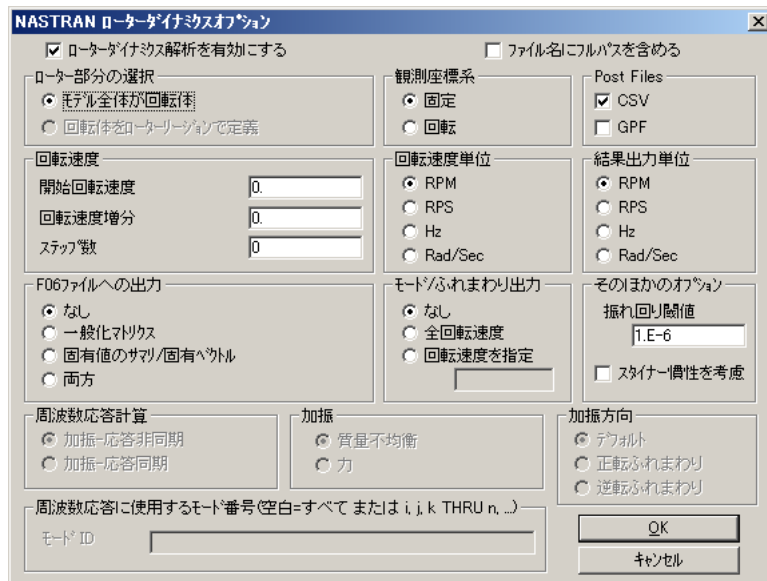 NASTRAN ローターダイナミクスオプション
ローターダイナミクス解析を有効にする
ファイル名にフルパスを含める
ローター部分の選択
モデル全体が回転体
回転体をローターリージョンで定義
観測座標系
固定
回転
Post Files
CSV
GPF
回転速度
開始回転速度
0.
回転速度増分
0.
ステップ数
0
回転速度単位
RPM
RPS
Hz
Rad/Sec
結果出力単位
RPM
RPS
Hz
Rad/Sec
F06ファイルへの出力
なし
一般化マトリクス
固有値のサマリ/固有ベクトル
両方
モード/ふれまわり出力
なし
全回転速度
回転速度を指定
そのほかのオプション
振れ回り閾値
1.E-6
スタイナー慣性を考慮
周波数応答計算
加振-応答非同期
加振-応答同期
加振
質量不均衡
力
加振方向
デフォルト
正転ふれまわり
逆転ふれまわり
周波数応答に使用するモード番号(空白=すべて または i, j, k THRU n, ...)
モード ID
OK
キャンセル